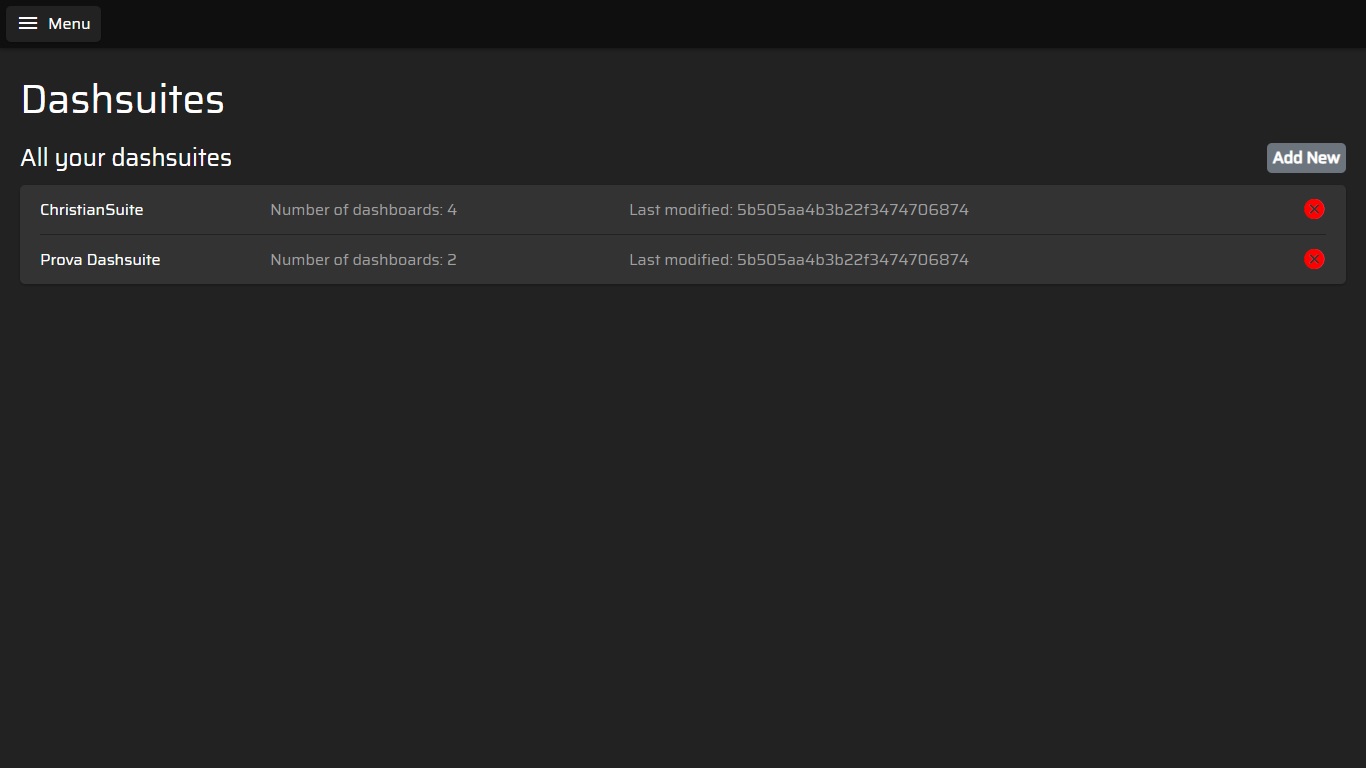 Menu
Dashsuites
All your dashsuites
Add New
ChristianSuite Number of dashboards: 4 Last modified: 5b505aa4b3b22f3474706874
Prova Dashsuite Number of dashboards: 2 Last modified: 5b505aa4b3b22f3474706874